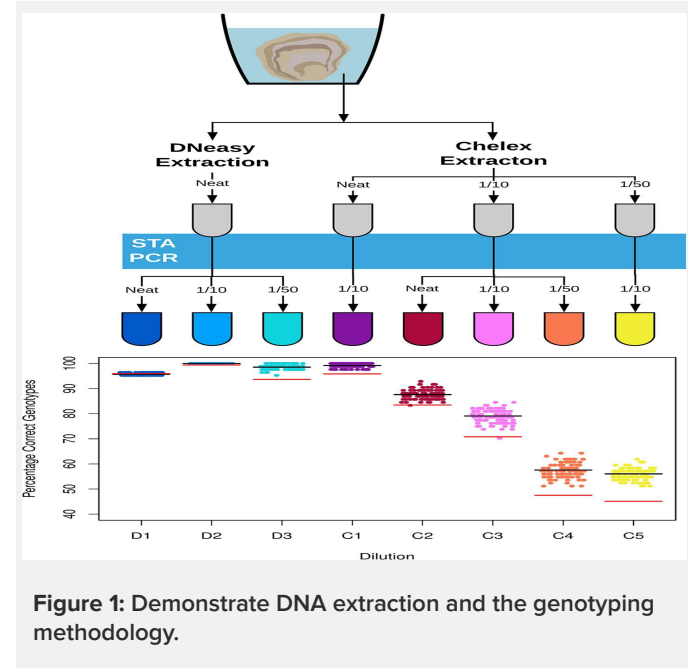 DNeasy
Extraction
Chelex
Extracton
Neat
Neat
1/10
1/50
STA
PCR
Neat
1/10
1/50
1/10
Neat
1/10
1/50
1/10
Percentage Correct Genotypes
100
90
80
70
60
50
40
D1
D2
D3
C1
C2
C3
C4
C5
Dilution
Figure 1: Demonstrate DNA extraction and the genotyping
methodology.